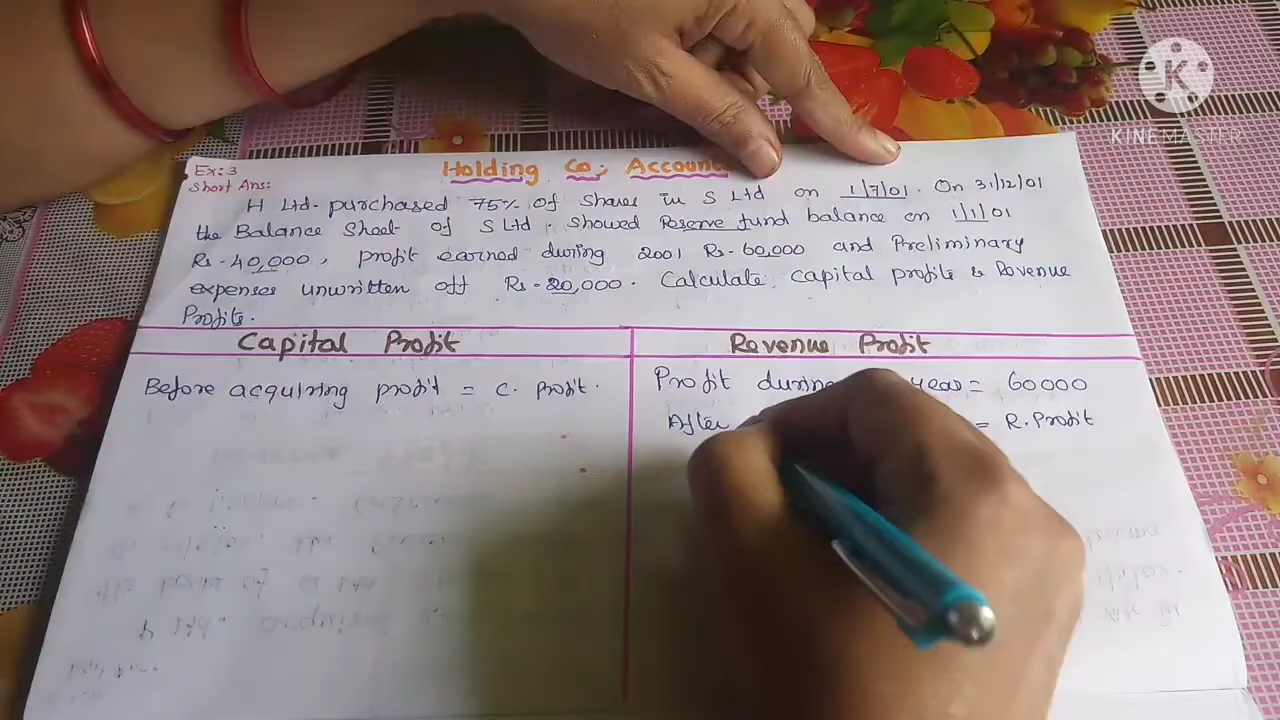 Ex: 3
Short Ans:
Holding Co; Account
H Ltd. purchased 75% of Shares in S Ltd on 1/7/01. On 31/12/01
the Balance Sheet of S Ltd. Showed Reserve fund balance on 1/1/01
Rs. 40,000, profit earned during 2001 Rs. 60,000 and Preliminary
expenses unwritten off Rs. 20,000. Calculate capital profits & Revenue
Profits.
Capital Profit
Revenue Profit
Before acquiring profit = C. Profit.
Profit during year = 60000
After = R. Profit
K
KINEMASTER